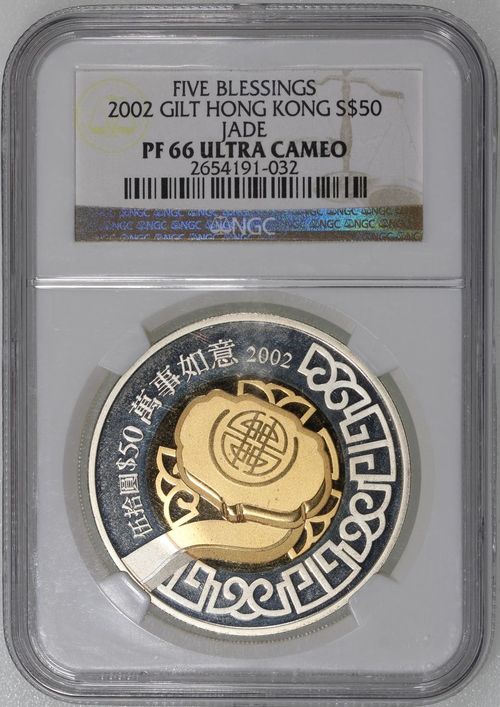 FIVE BLESSINGS
2002 GILT HONG KONG S$50
JADE
PF 66 ULTRA CAMEO
2654191-032
NGC
伍拾圓$50 萬事如意 2002